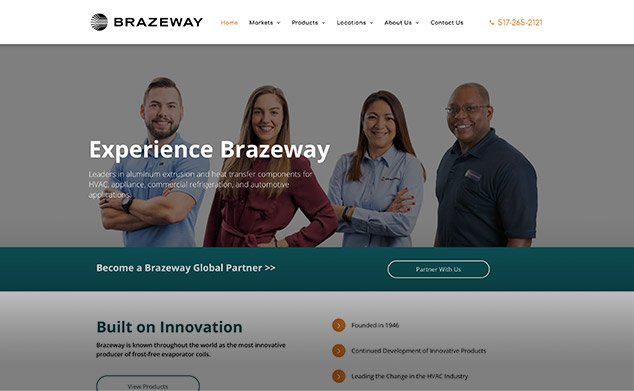 BRAZEWAY
Home Markets Products Locations About Us Contact Us 517-265-2121
Experience Brazeway
Leaders in aluminum extrusion and heat transfer components for
HVAC, appliance, commercial refrigeration, and automotive
applications.
Become a Brazeway Global Partner >>
Partner With Us
Built on Innovation
Brazeway is known throughout the world as the most innovative
producer of frost-free evaporator coils.
View Products
Founded in 1946
Continued Development of Innovative Products
Leading the Change in the HVAC Industry